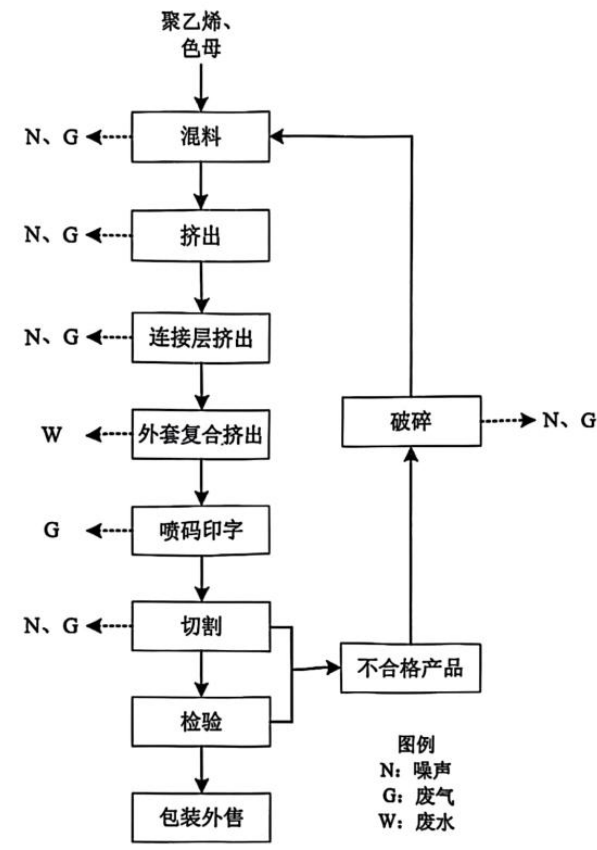 聚乙烯、
色母
N、G
混料
N、G
挤出
N、G
连接层挤出
W
外套复合挤出
破碎
N、G
G
喷码印字
N、G
切割
不合格产品
检验
包装外售
图例
N：噪声
G：废气
W：废水